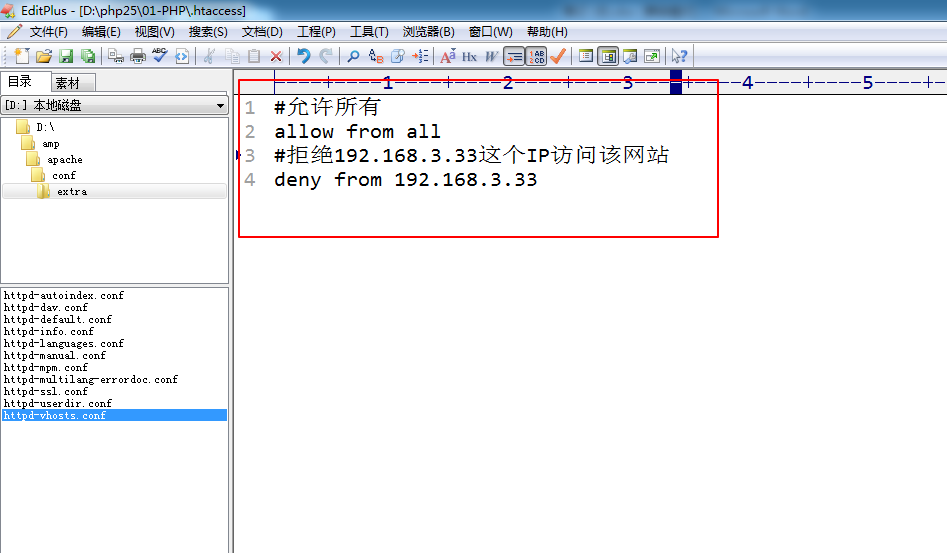 EditPlus - [D:\php25\01-PHP\.htaccess]
文件(F) 编辑(E) 视图(V) 搜索(S) 文档(D) 工程(P) 工具(T) 浏览器(B) 窗口(W) 帮助(H)
目录 素材
[D:] 本地磁盘
D:\
amp
apache
conf
extra
httpd-autoindex.conf
httpd-dav.conf
httpd-default.conf
httpd-info.conf
httpd-languages.conf
httpd-manual.conf
httpd-mpm.conf
httpd-multilang-errordoc.conf
httpd-ssl.conf
httpd-userdir.conf
httpd-vhosts.conf
----+----1----+----2----+----3----+----4----+----5----+--
1 #允许所有
2 allow from all
3 #拒绝192.168.3.33这个IP访问该网站
4 deny from 192.168.3.33